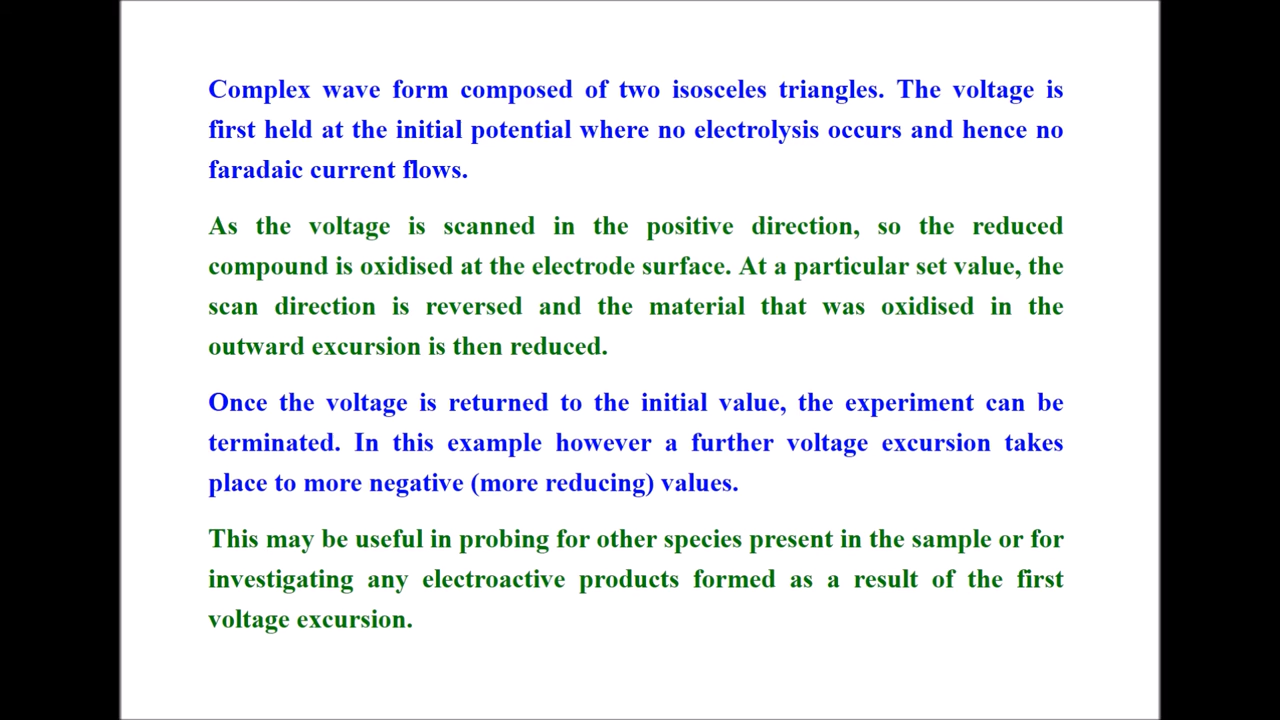 Complex wave form composed of two isosceles triangles. The voltage is
first held at the initial potential where no electrolysis occurs and hence no
faradaic current flows.
As the voltage is scanned in the positive direction, so the reduced
compound is oxidised at the electrode surface. At a particular set value, the
scan direction is reversed and the material that was oxidised in the
outward excursion is then reduced.
Once the voltage is returned to the initial value, the experiment can be
terminated. In this example however a further voltage excursion takes
place to more negative (more reducing) values.
This may be useful in probing for other species present in the sample or for
investigating any electroactive products formed as a result of the first
voltage excursion.